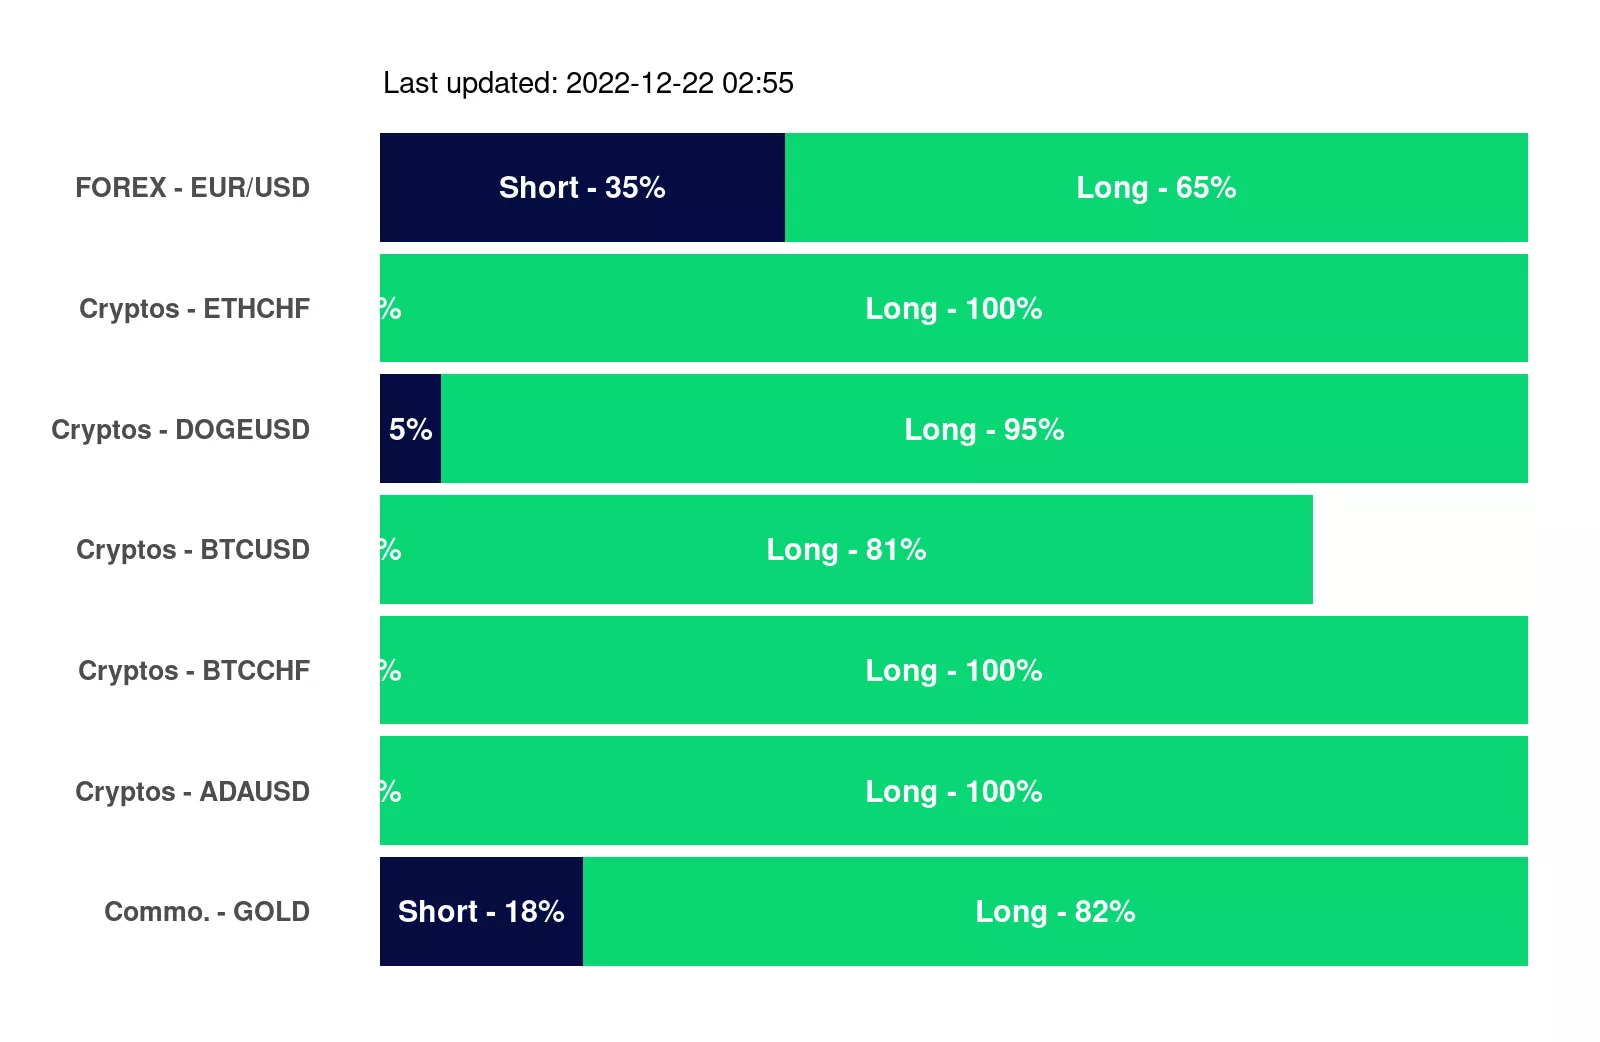 Last updated: 2022-12-22 02:55
FOREX - EUR/USD Short - 35% Long - 65%
Cryptos - ETHCHF % Long - 100%
Cryptos - DOGEUSD 5% Long - 95%
Cryptos - BTCUSD % Long - 81%
Cryptos - BTCCHF % Long - 100%
Cryptos - ADAUSD % Long - 100%
Commo. - GOLD Short - 18% Long - 82%